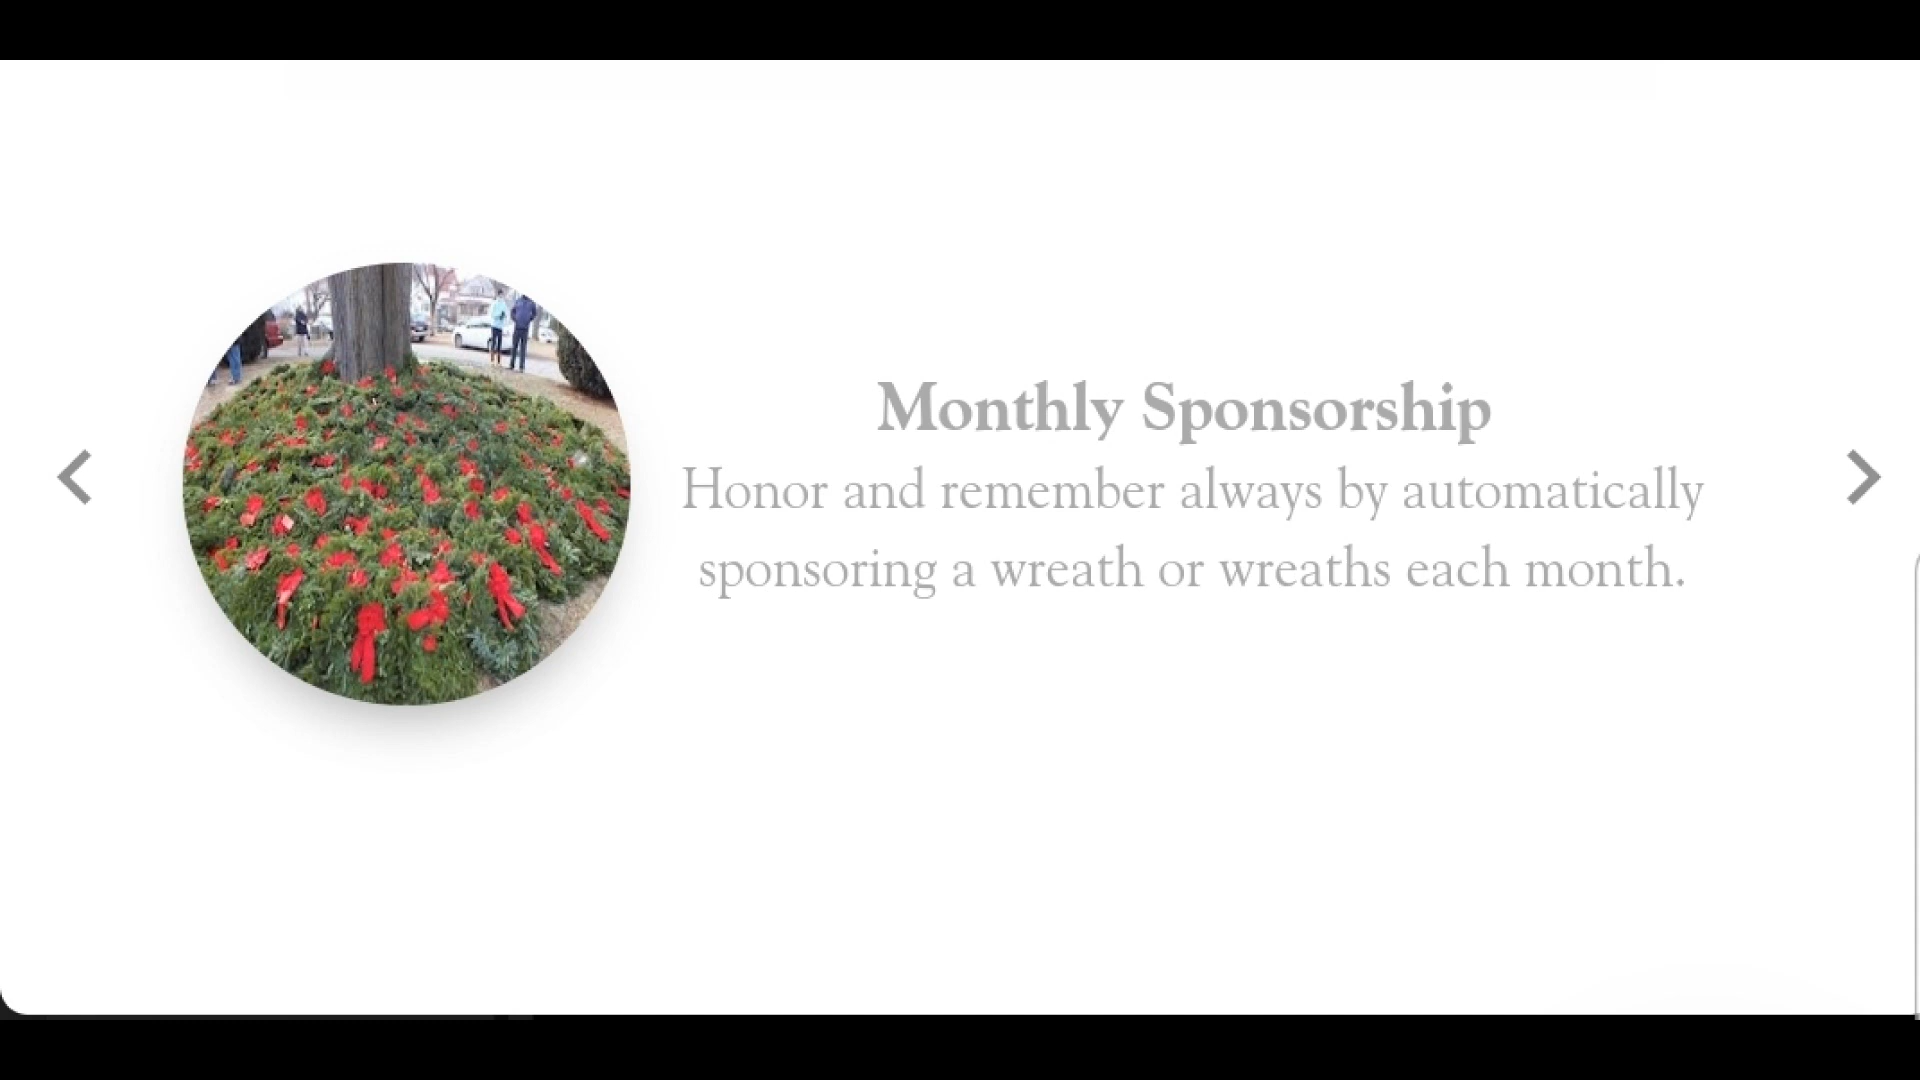 Monthly Sponsorship
Honor and remember always by automatically
sponsoring a wreath or wreaths each month.